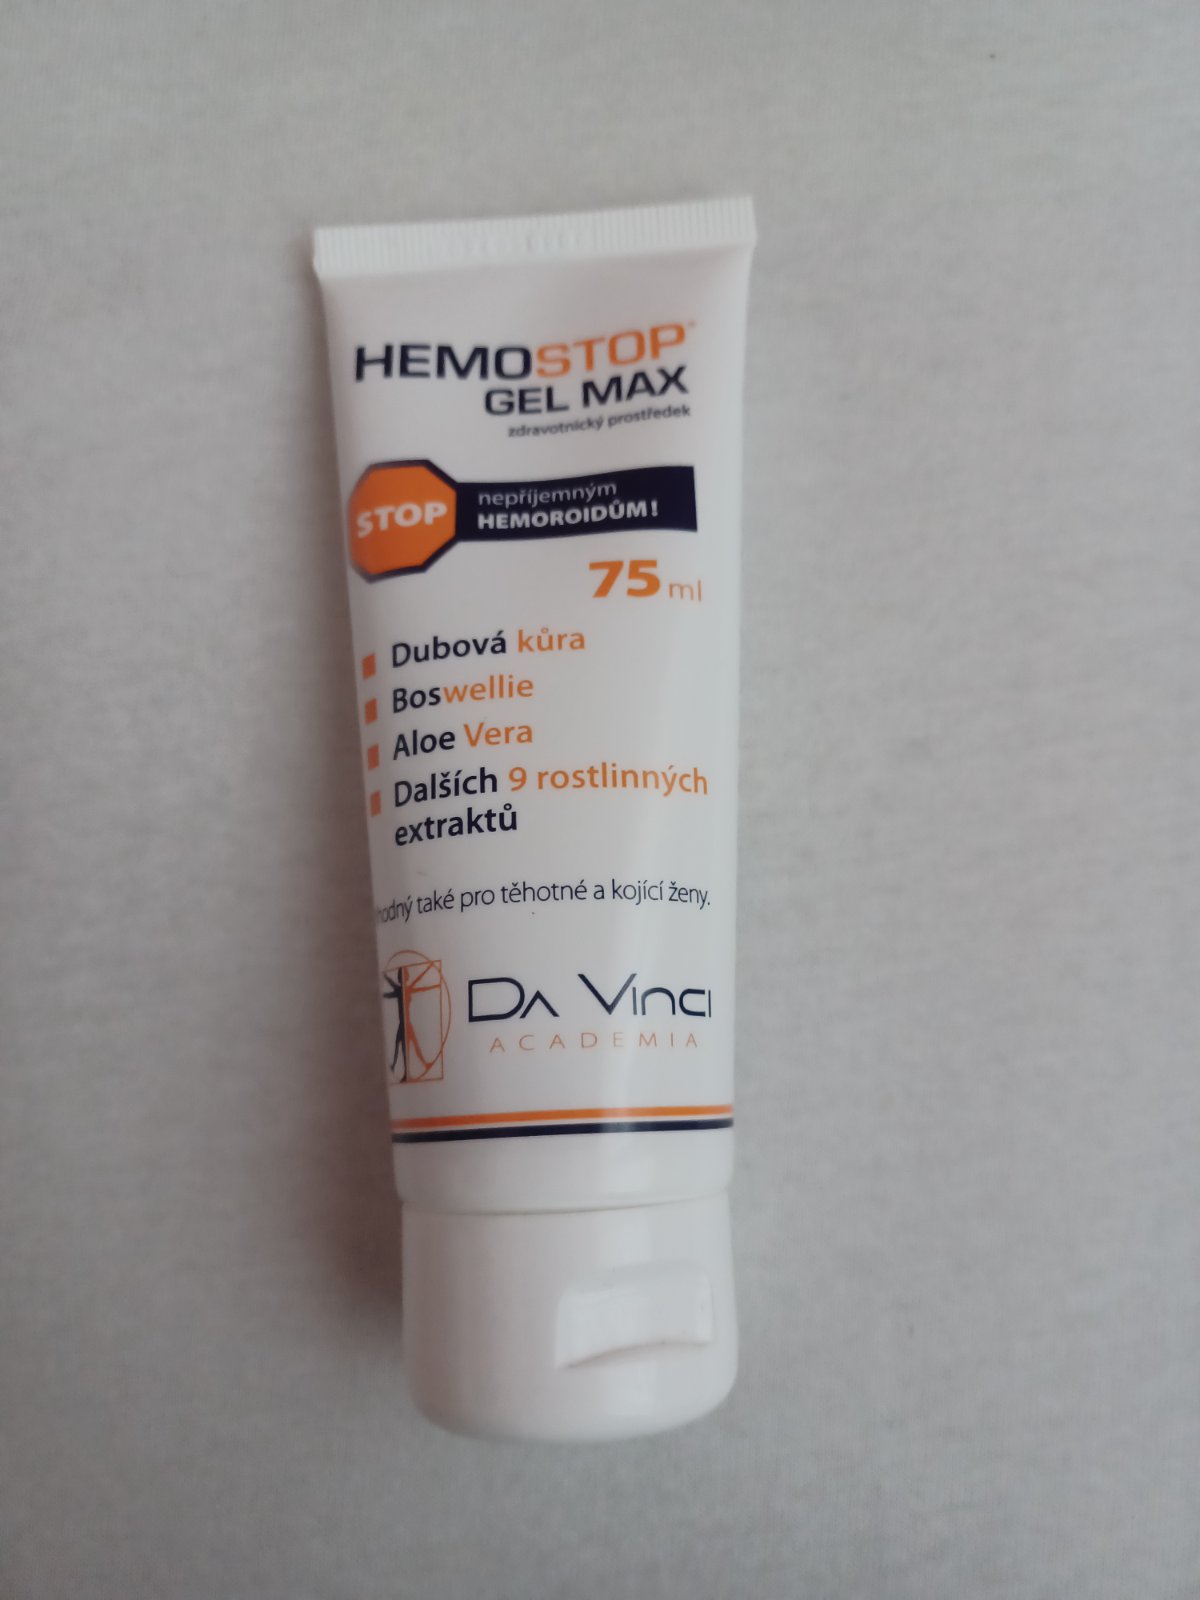 HEMOSTOP
GEL MAX
zdravotnický prostředek
STOP
nepříjemným
HEMOROIDŮM!
75 ml
Dubová kůra
Boswellie
Aloe Vera
Dalších 9 rostlinných
extraktů
také pro těhotné a kojící ženy.
DA VINCI
ACADEMIA